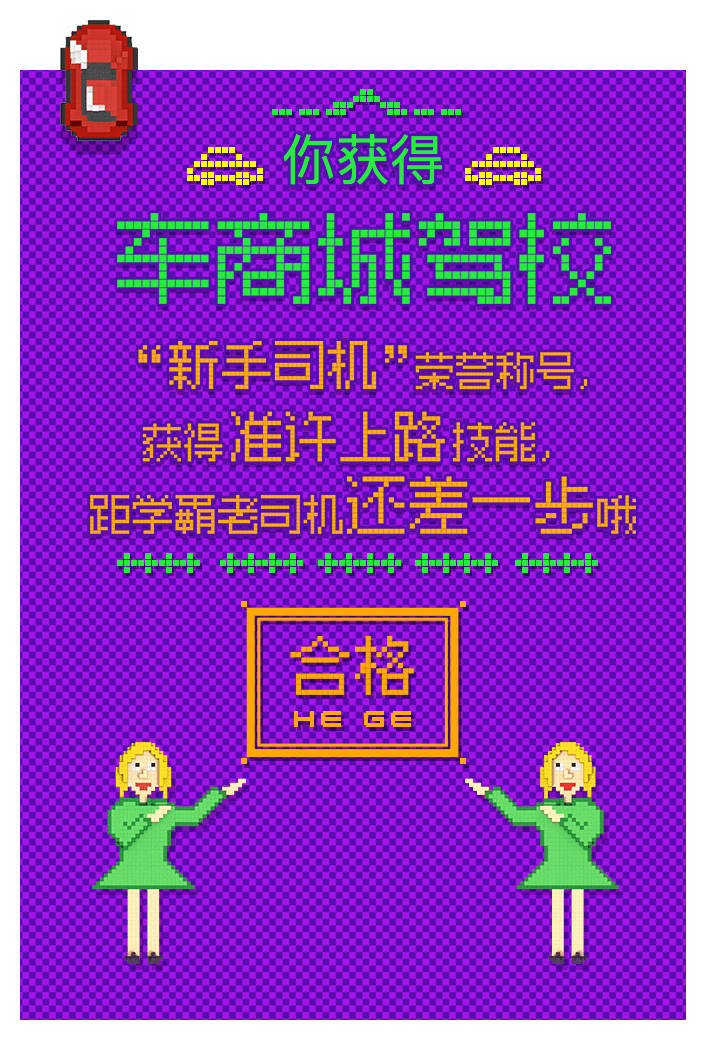 你获得
车商城驾校
“新手司机”荣誉称号，
获得准许上路技能，
距学霸老司机还差一步哦
合格
HE GE